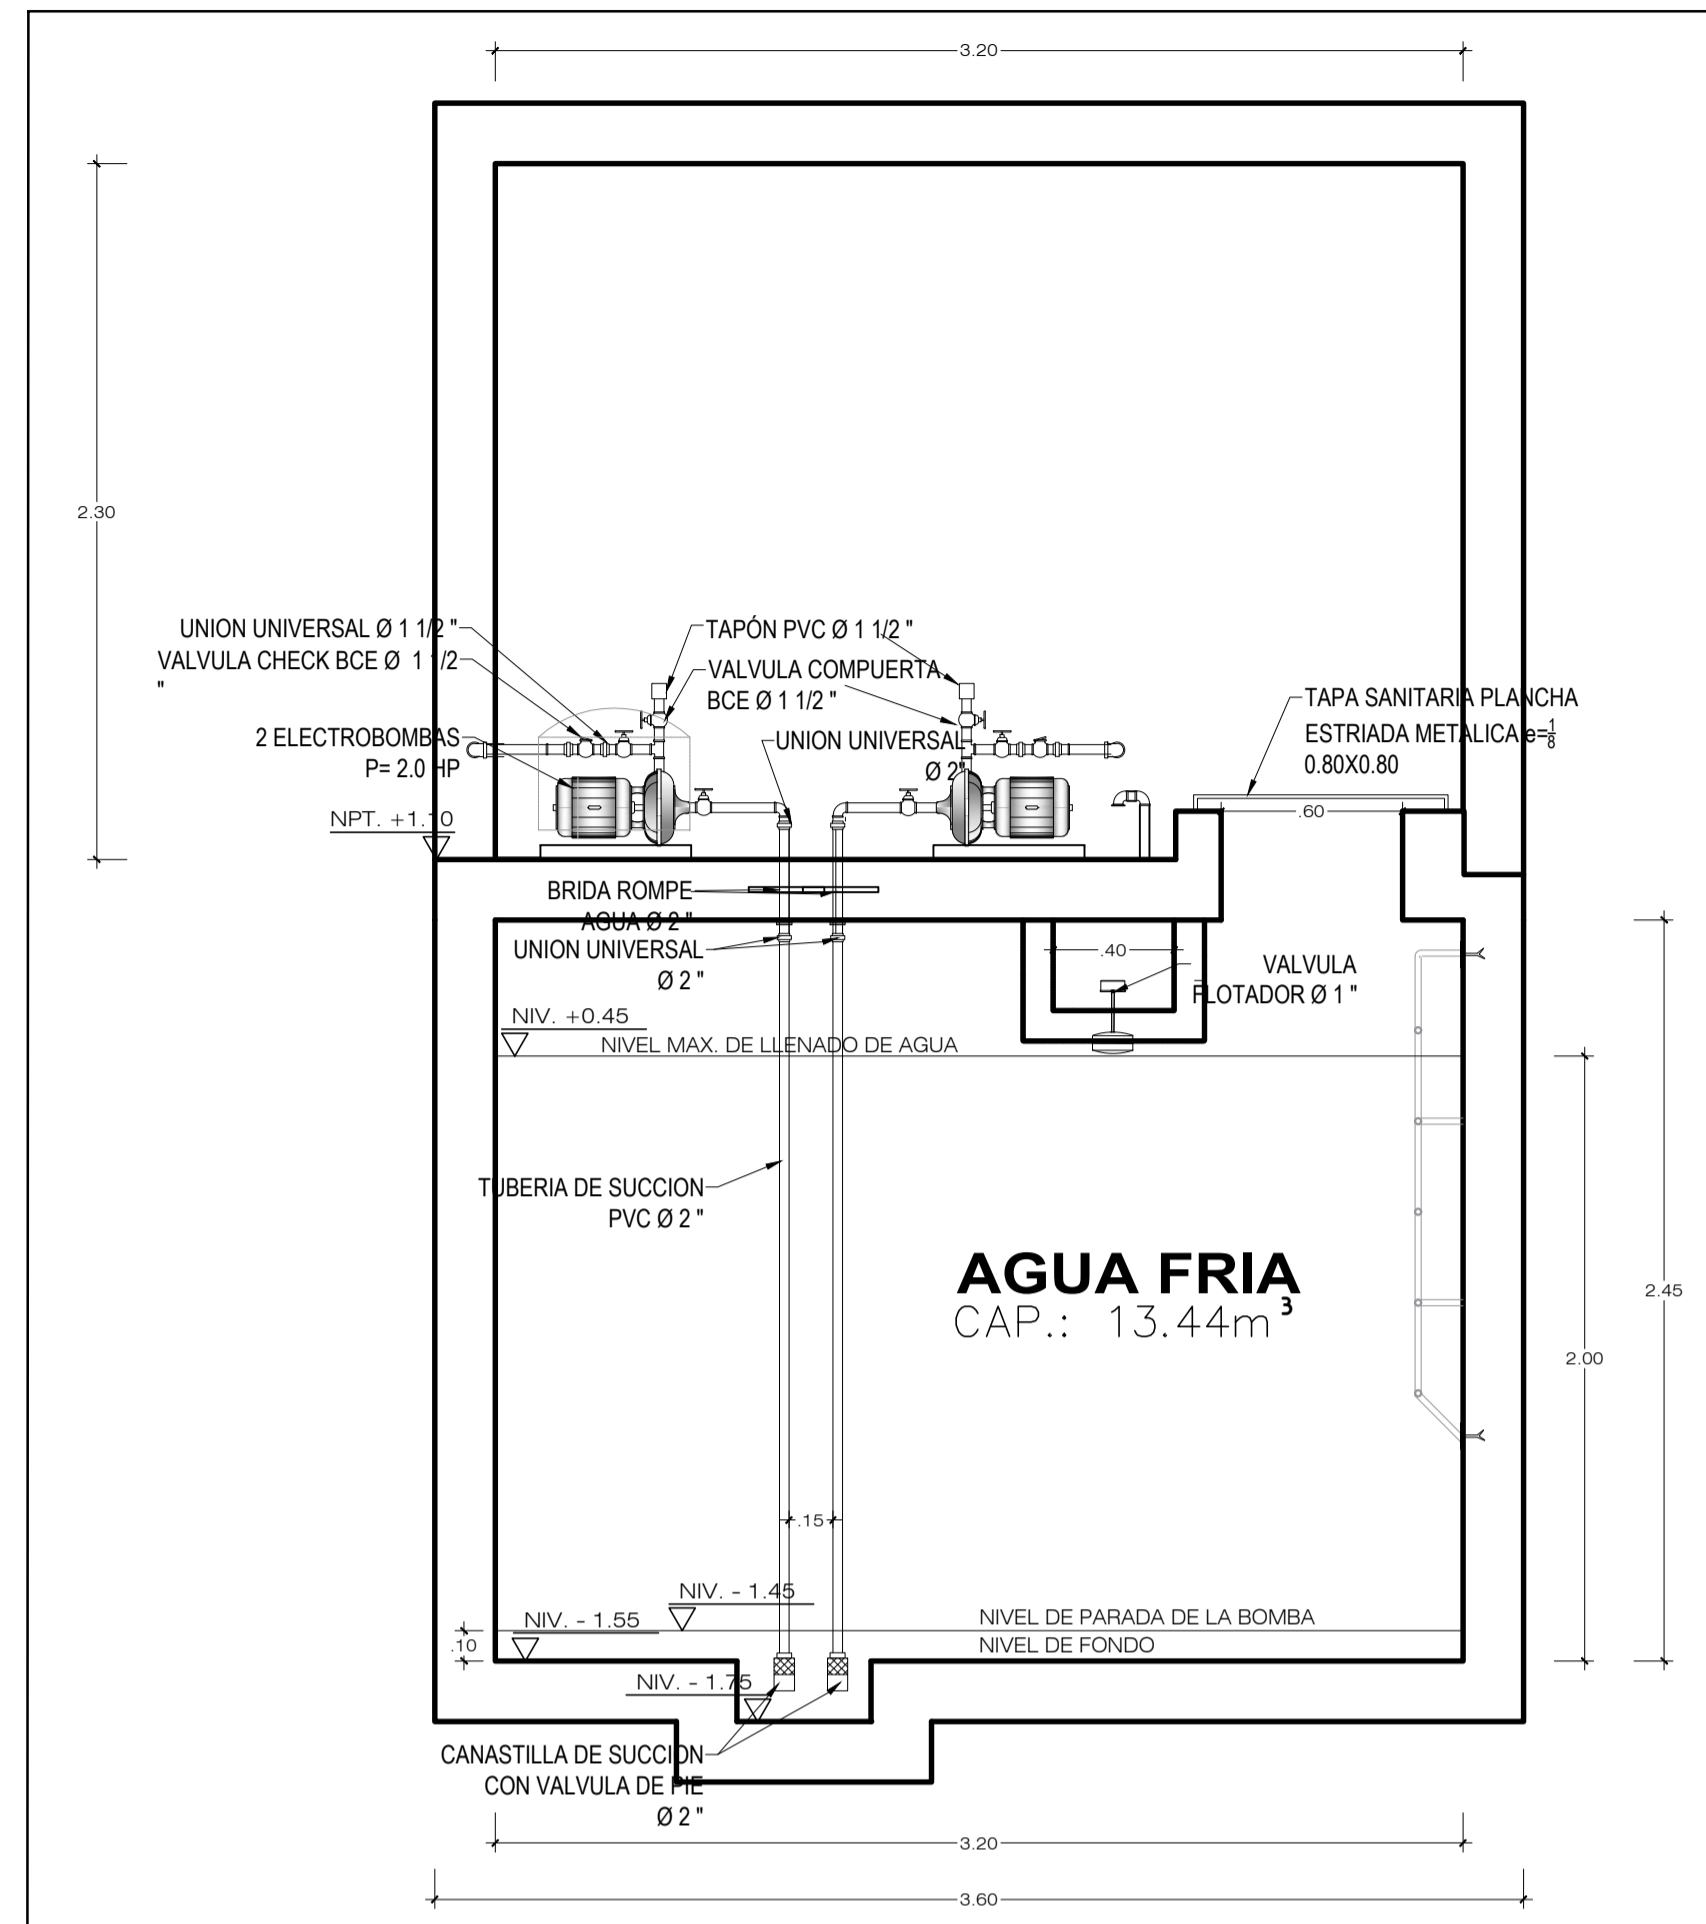 3.20
2.30
UNION UNIVERSAL Ø 1 1/2 "
VALVULA CHECK BCE Ø 1 1/2
"
2 ELECTROBOMBAS
P= 2.0 HP
NPT. +1.10
TAPÓN PVC Ø 1 1/2 "
VALVULA COMPUERTA
BCE Ø 1 1/2 "
UNION UNIVERSAL
Ø 2"
TAPA SANITARIA PLANCHA
ESTRIADA METALICA e=1/8
0.80X0.80
.60
BRIDA ROMPE
AGUA Ø 2 "
UNION UNIVERSAL
Ø 2 "
.40
VALVULA
FLOTADOR Ø 1 "
NIV. +0.45
NIVEL MAX. DE LLENADO DE AGUA
TUBERIA DE SUCCION
PVC Ø 2 "
AGUA FRIA
CAP.: 13.44m³
2.45
2.00
.15
NIV. - 1.45
NIV. - 1.55
NIVEL DE PARADA DE LA BOMBA
.10
NIVEL DE FONDO
NIV. - 1.75
CANASTILLA DE SUCCION
CON VALVULA DE PIE
Ø 2 "
3.20
3.60